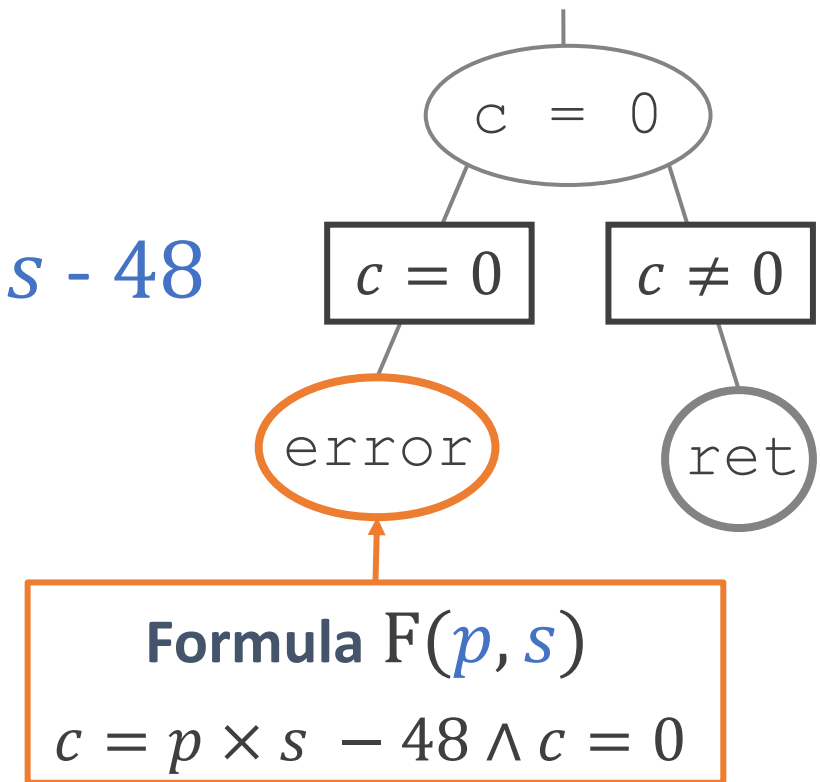 c = 0
s - 48
c = 0
c ≠ 0
error
ret
Formula F(p, s)
c = p × s − 48 ∧ c = 0